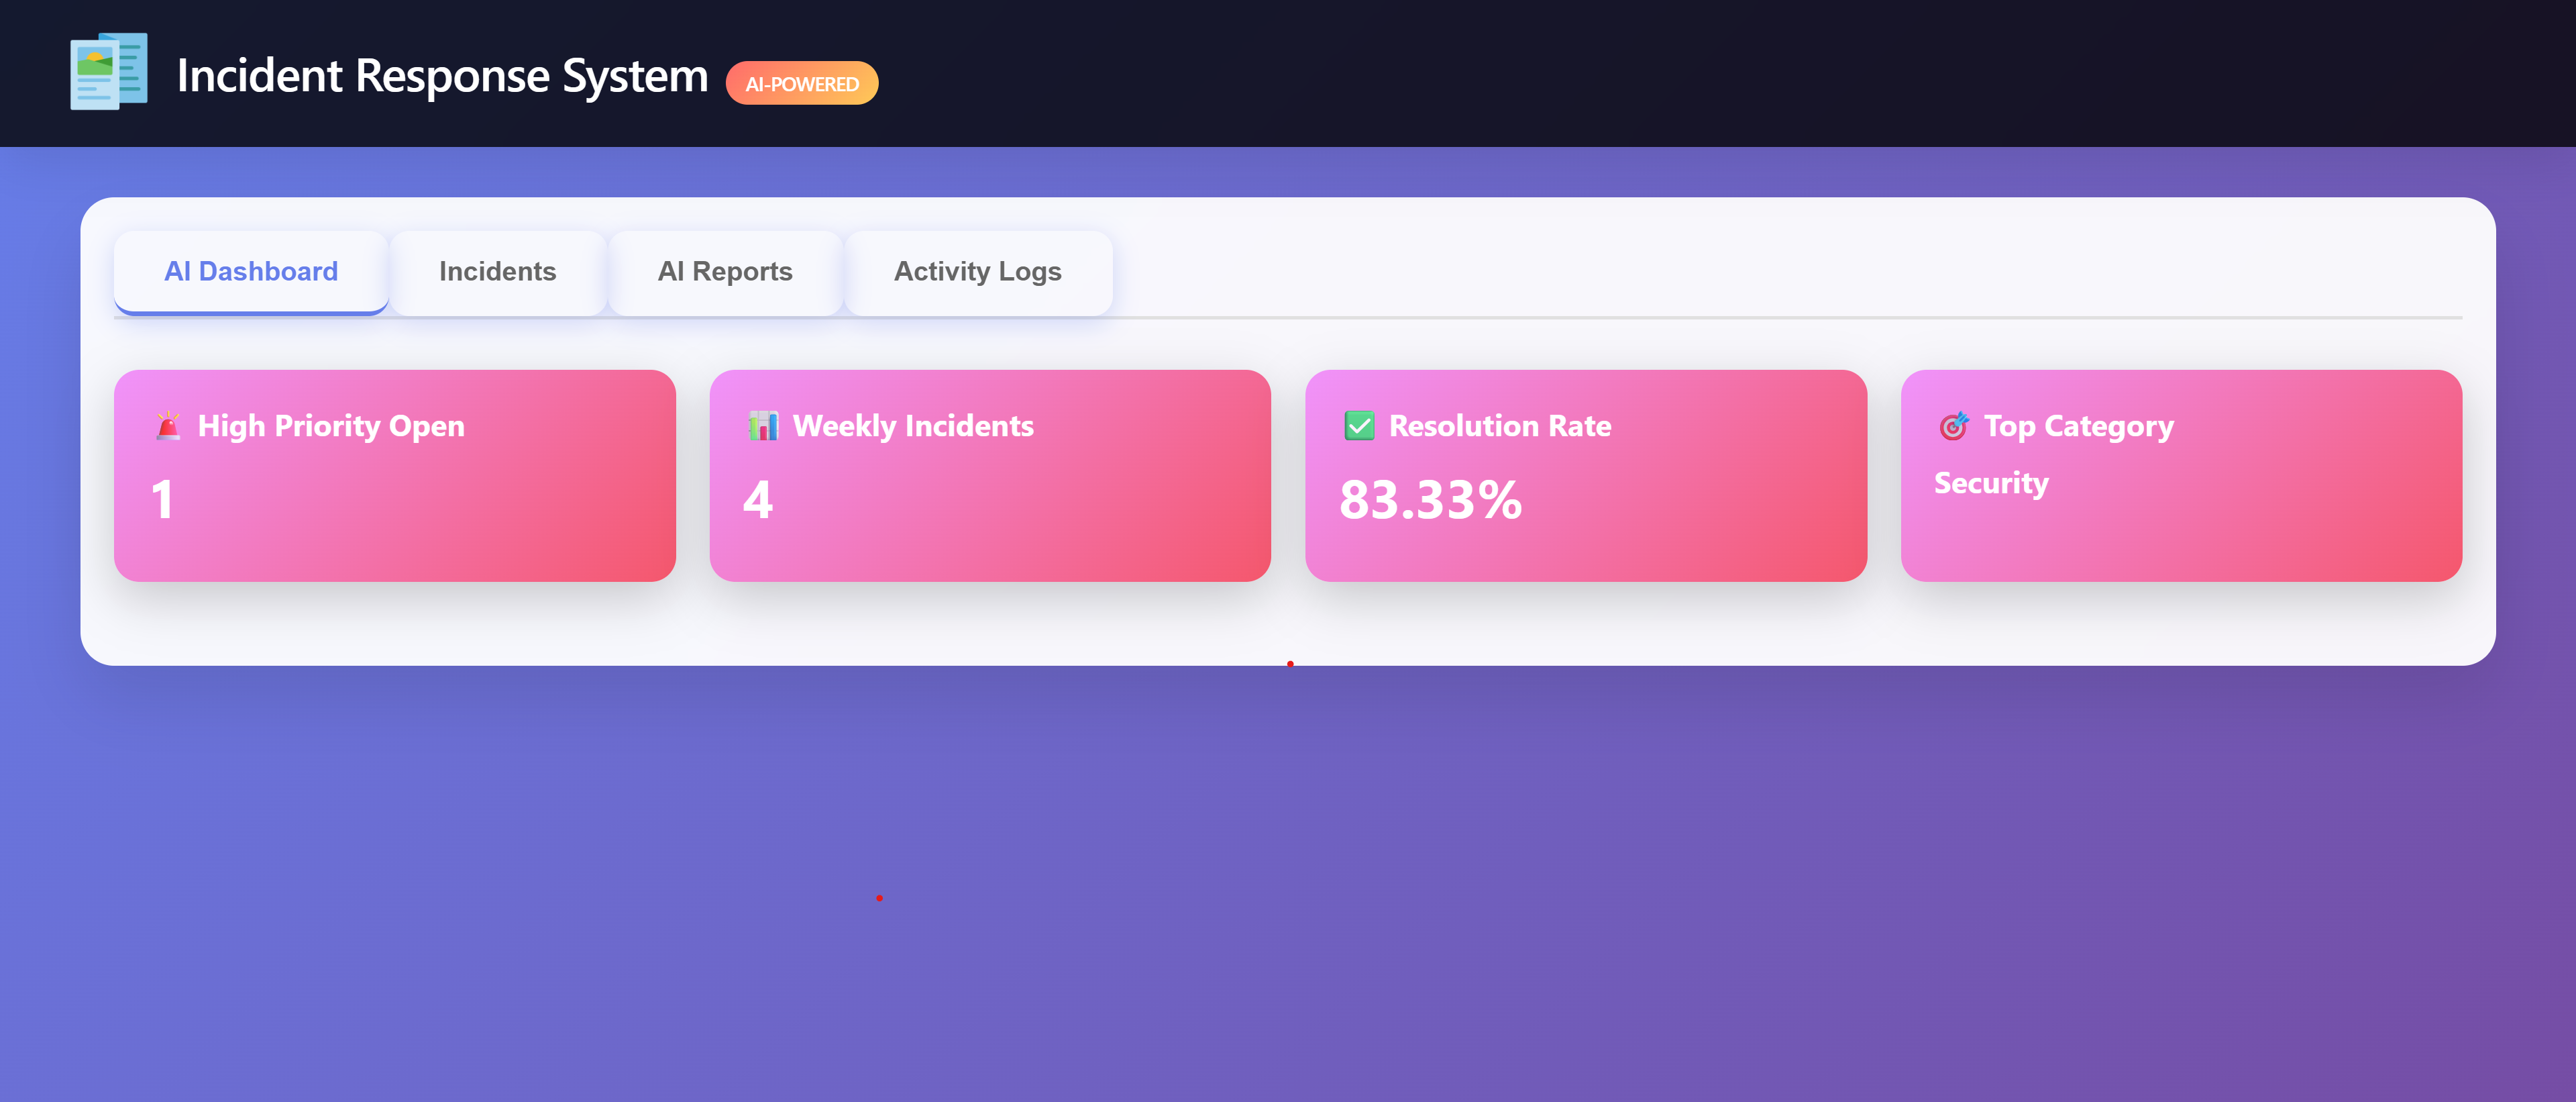 Incident Response System AI-POWERED
AI Dashboard Incidents AI Reports Activity Logs
High Priority Open
1
Weekly Incidents
4
Resolution Rate
83.33%
Top Category
Security